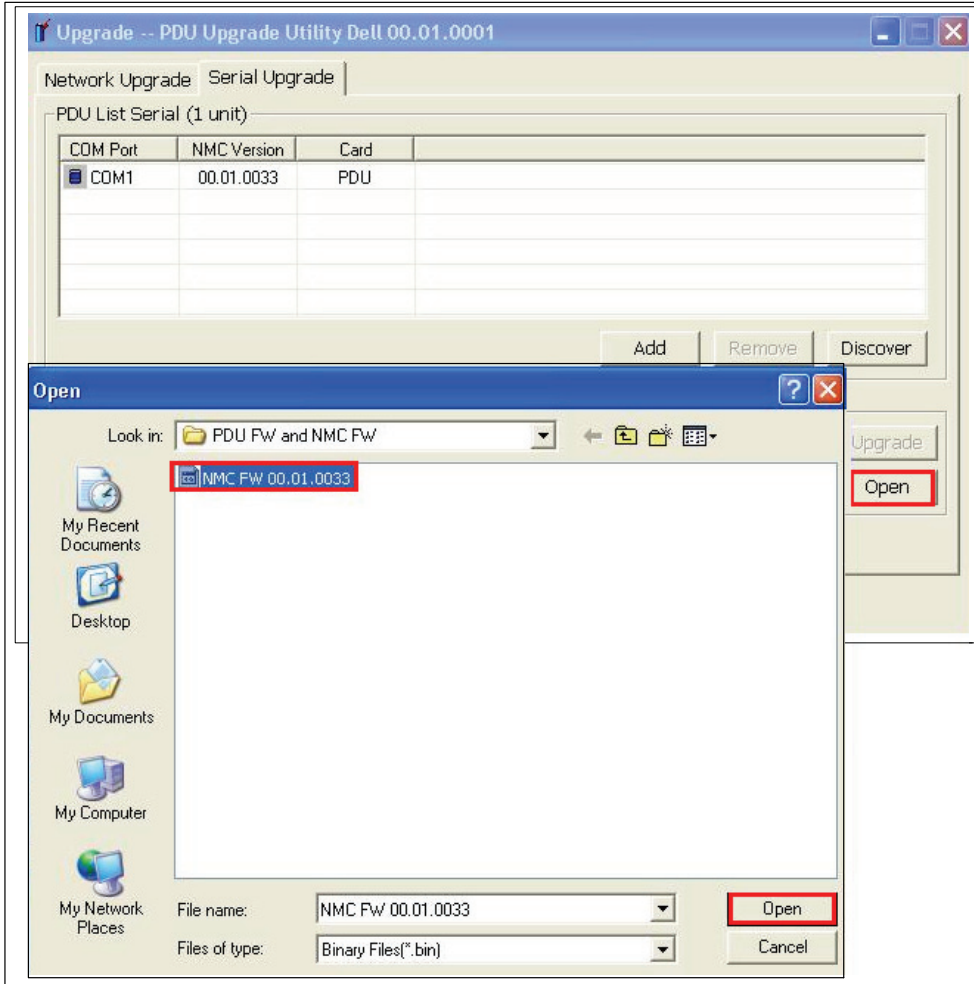 Upgrade -- PDU Upgrade Utility Dell 00.01.0001
Network Upgrade Serial Upgrade
PDU List Serial (1 unit)
COM Port NMC Version Card
COM1 00.01.0033 PDU
Add Remove Discover
Upgrade
Open
Open
Look in: PDU FW and NMC FW
NMC FW 00.01.0033
My Recent
Documents
Desktop
My Documents
My Computer
My Network
Places
File name: NMC FW 00.01.0033 Open
Files of type: Binary Files(*.bin) Cancel